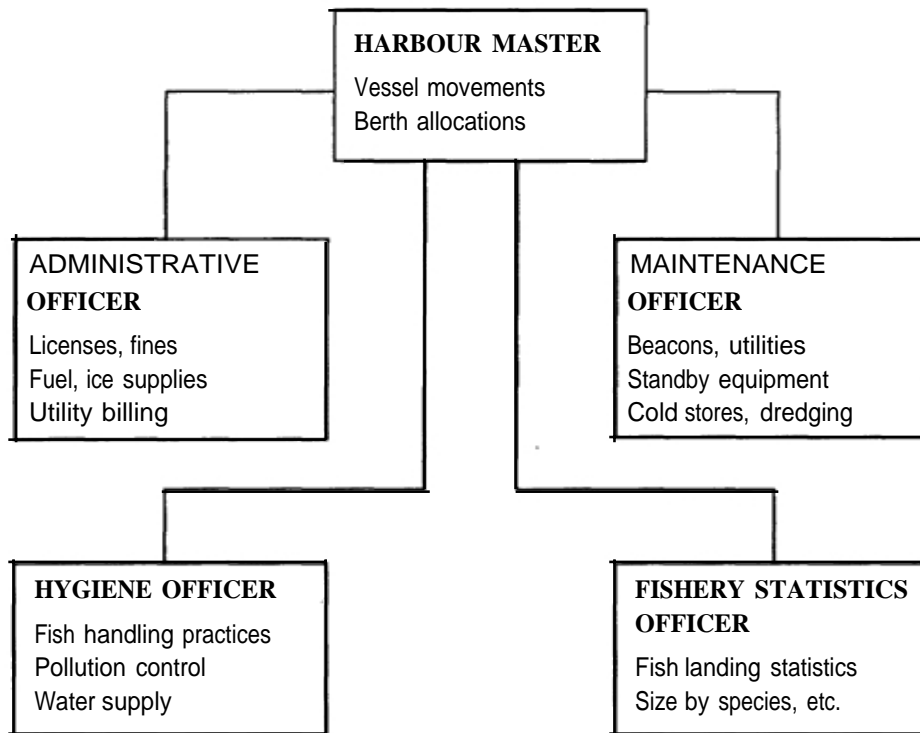 HARBOUR MASTER
Vessel movements
Berth allocations
ADMINISTRATIVE
OFFICER
Licenses, fines
Fuel, ice supplies
Utility billing
MAINTENANCE
OFFICER
Beacons, utilities
Standby equipment
Cold stores, dredging
HYGIENE OFFICER
Fish handling practices
Pollution control
Water supply
FISHERY STATISTICS
OFFICER
Fish landing statistics
Size by species, etc.